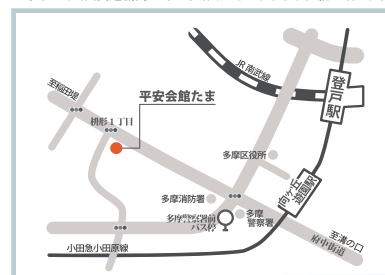 JR南武線
登戸駅
至稲田堤
平安会館たま
枡形1丁目
多摩区役所
向ヶ丘
遊園駅
多摩消防署
多摩警察署前
バス停
多摩
警察署
至溝の口
府中街道
小田急小田原線